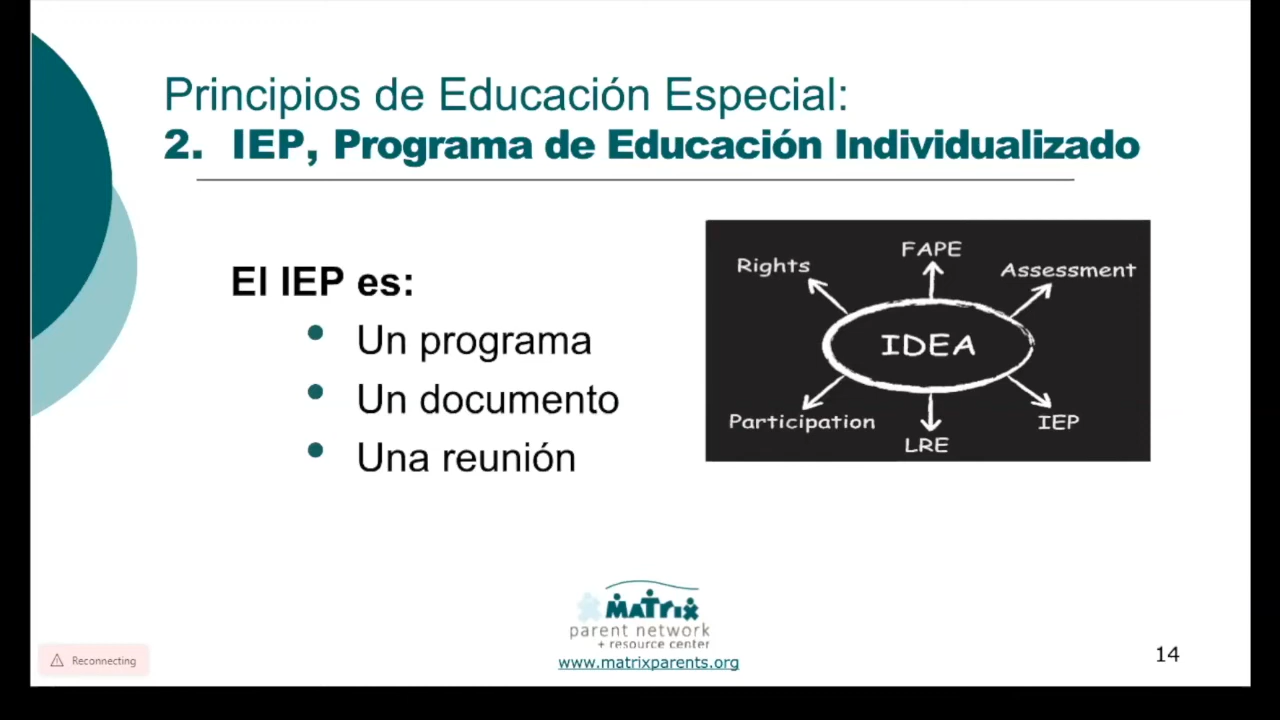 Principios de Educación Especial:
2. IEP, Programa de Educación Individualizado
El IEP es:
Un programa
Un documento
Una reunión
FAPE
Rights
Assessment
IDEA
Participation
IEP
LRE
MATRIX
parent network
+ resource center
www.matrixparents.org
Reconnecting
14